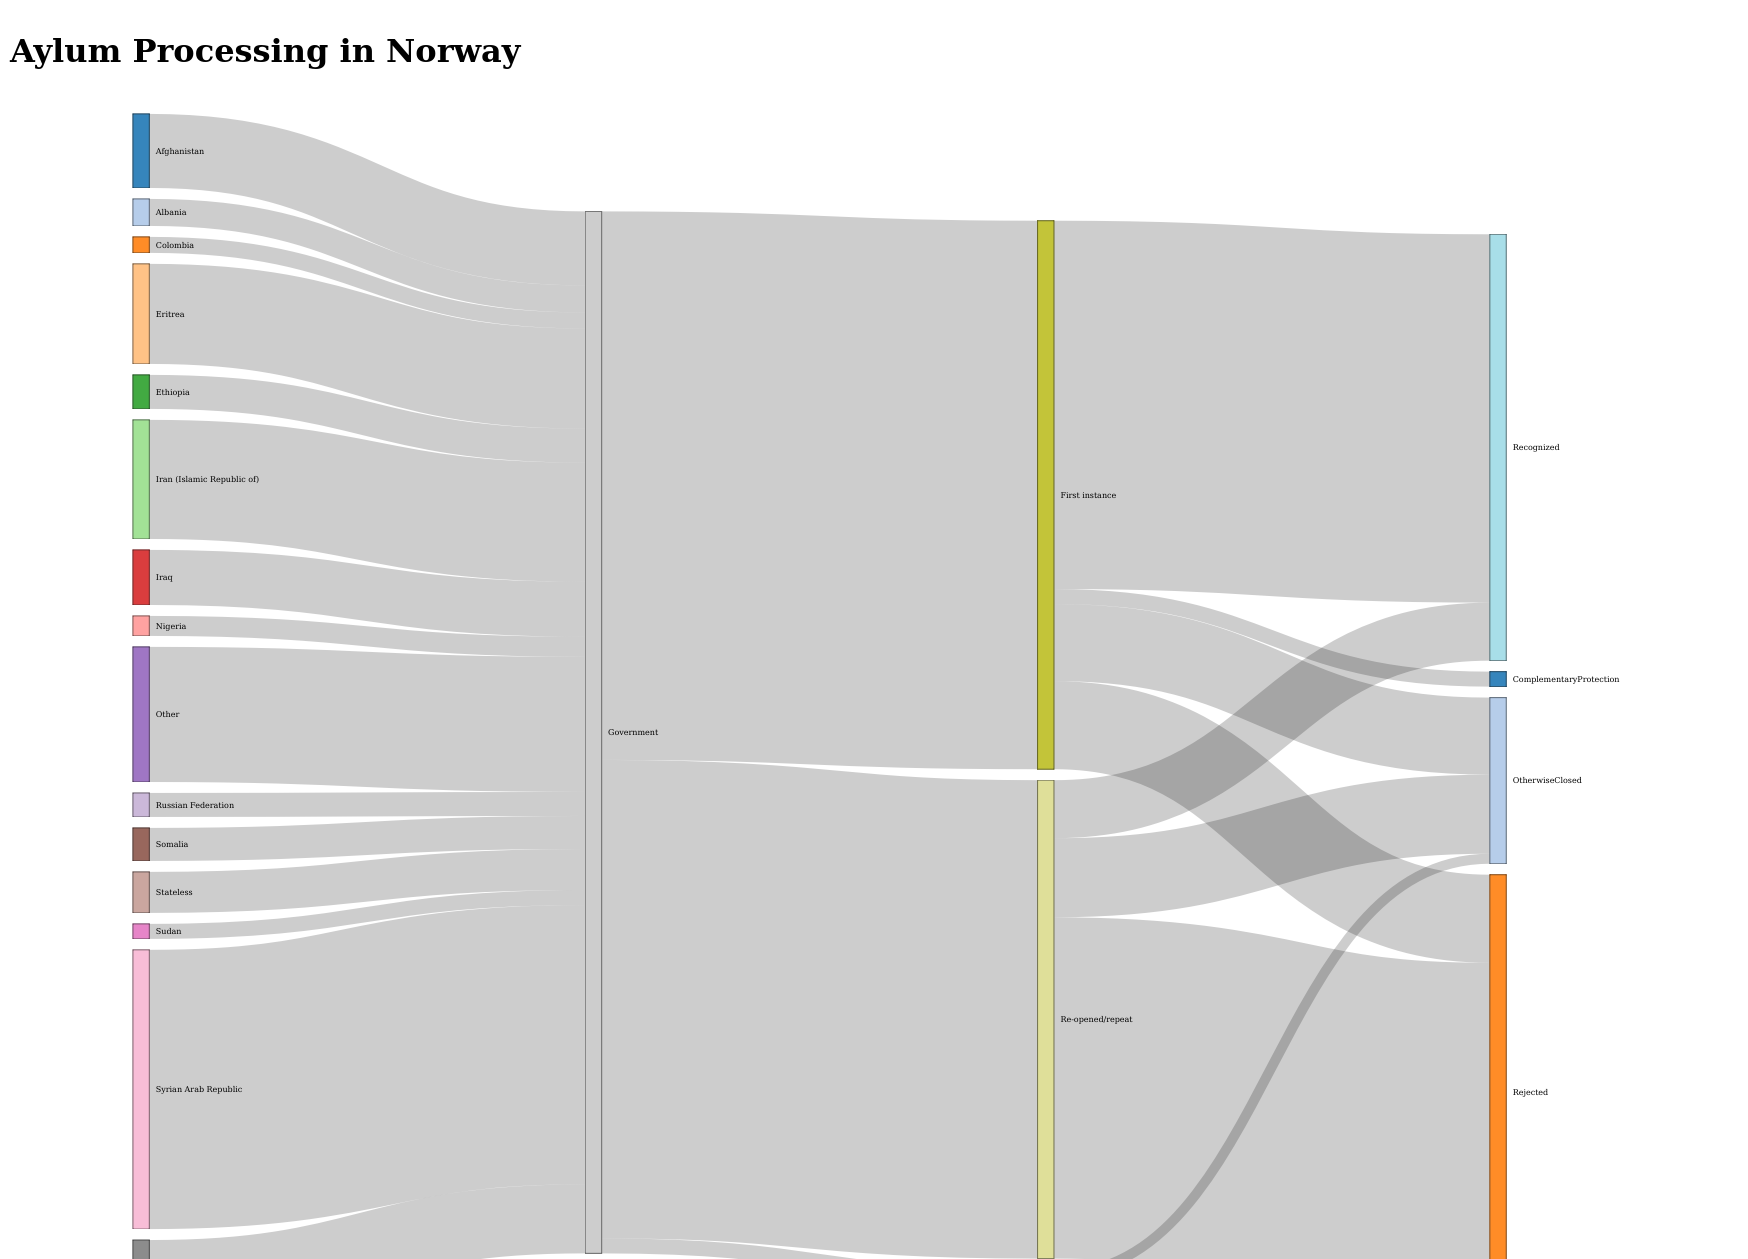 Aylum Processing in Norway
Afghanistan
Albania
Colombia
Eritrea
Ethiopia
Iran (Islamic Republic of)
Iraq
Nigeria
Other
Russian Federation
Somalia
Stateless
Sudan
Syrian Arab Republic
Government
First instance
Re-opened/repeat
Recognized
ComplementaryProtection
OtherwiseClosed
Rejected